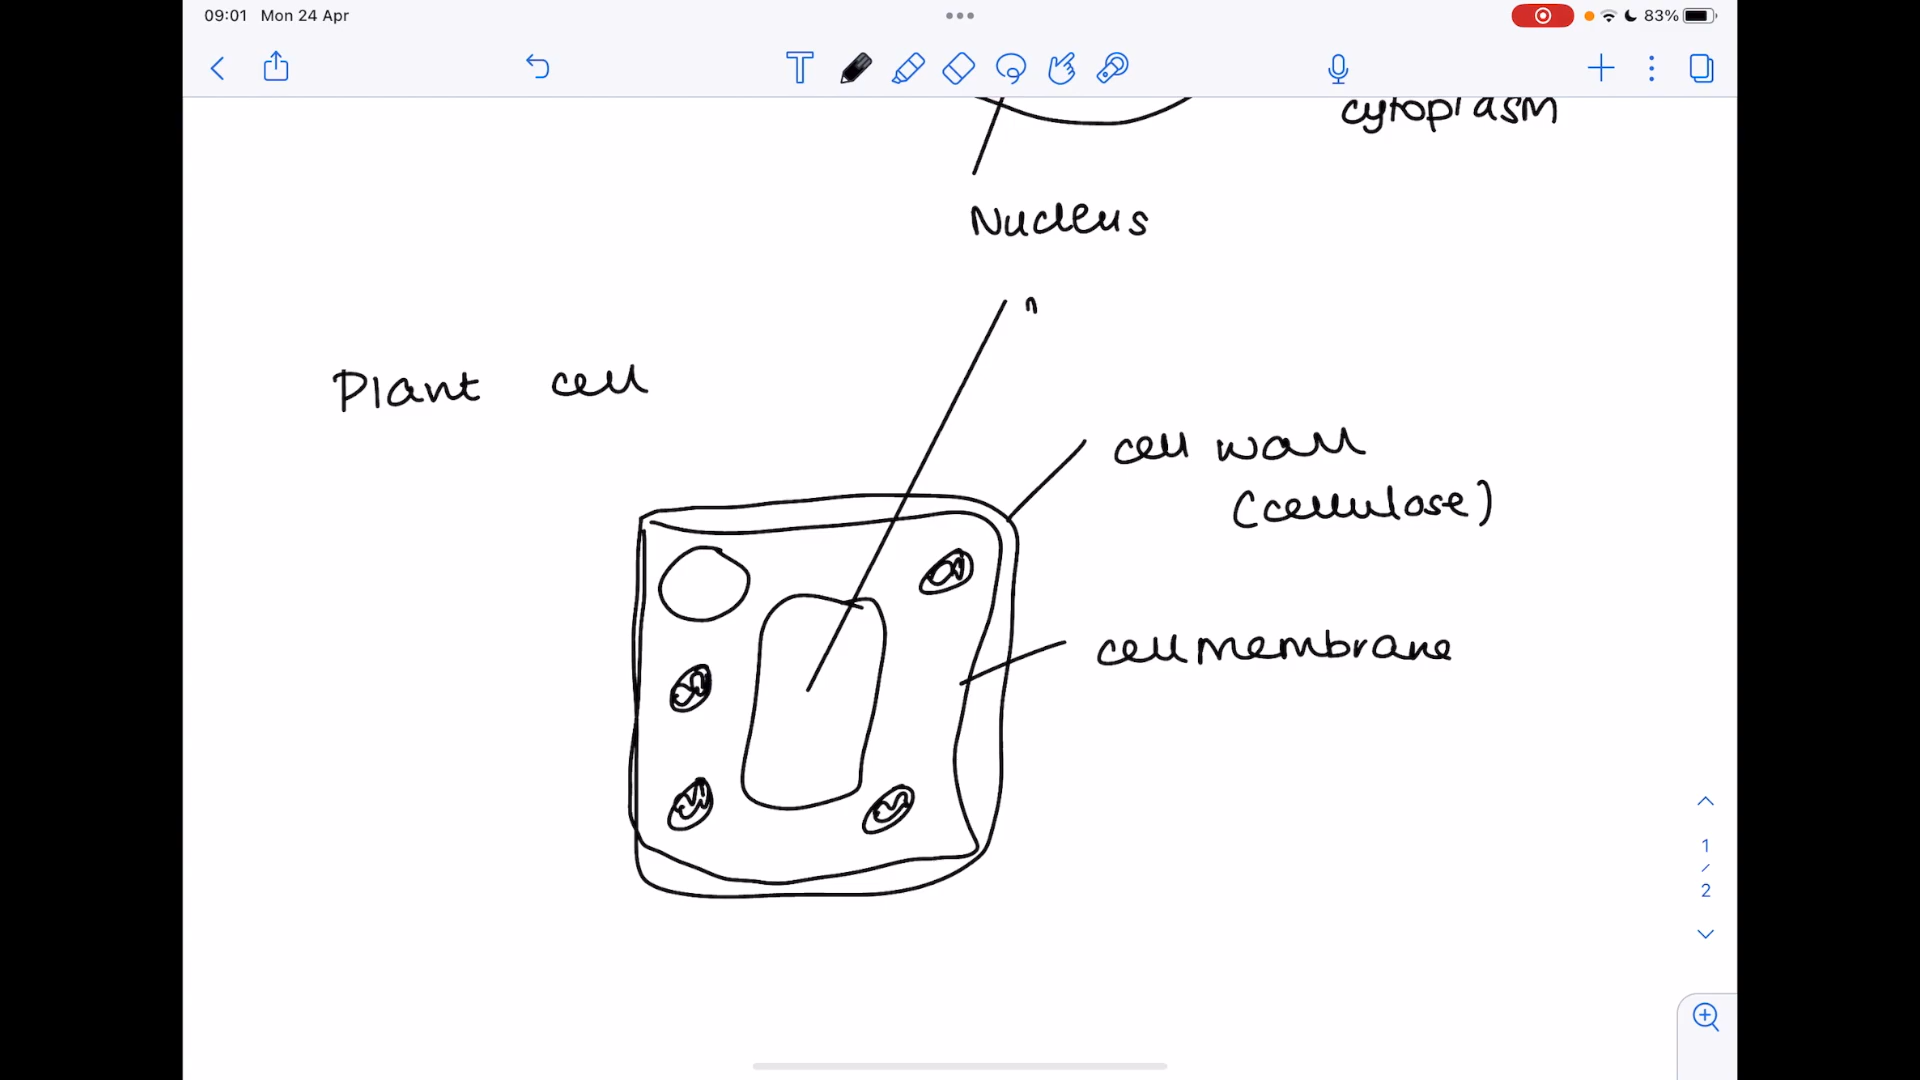 09:01 Mon 24 Apr 83%
T
cytoplasm
Nucleus
n
Plant cell
cell wall
(cellulose)
cell membrane
1
/
2